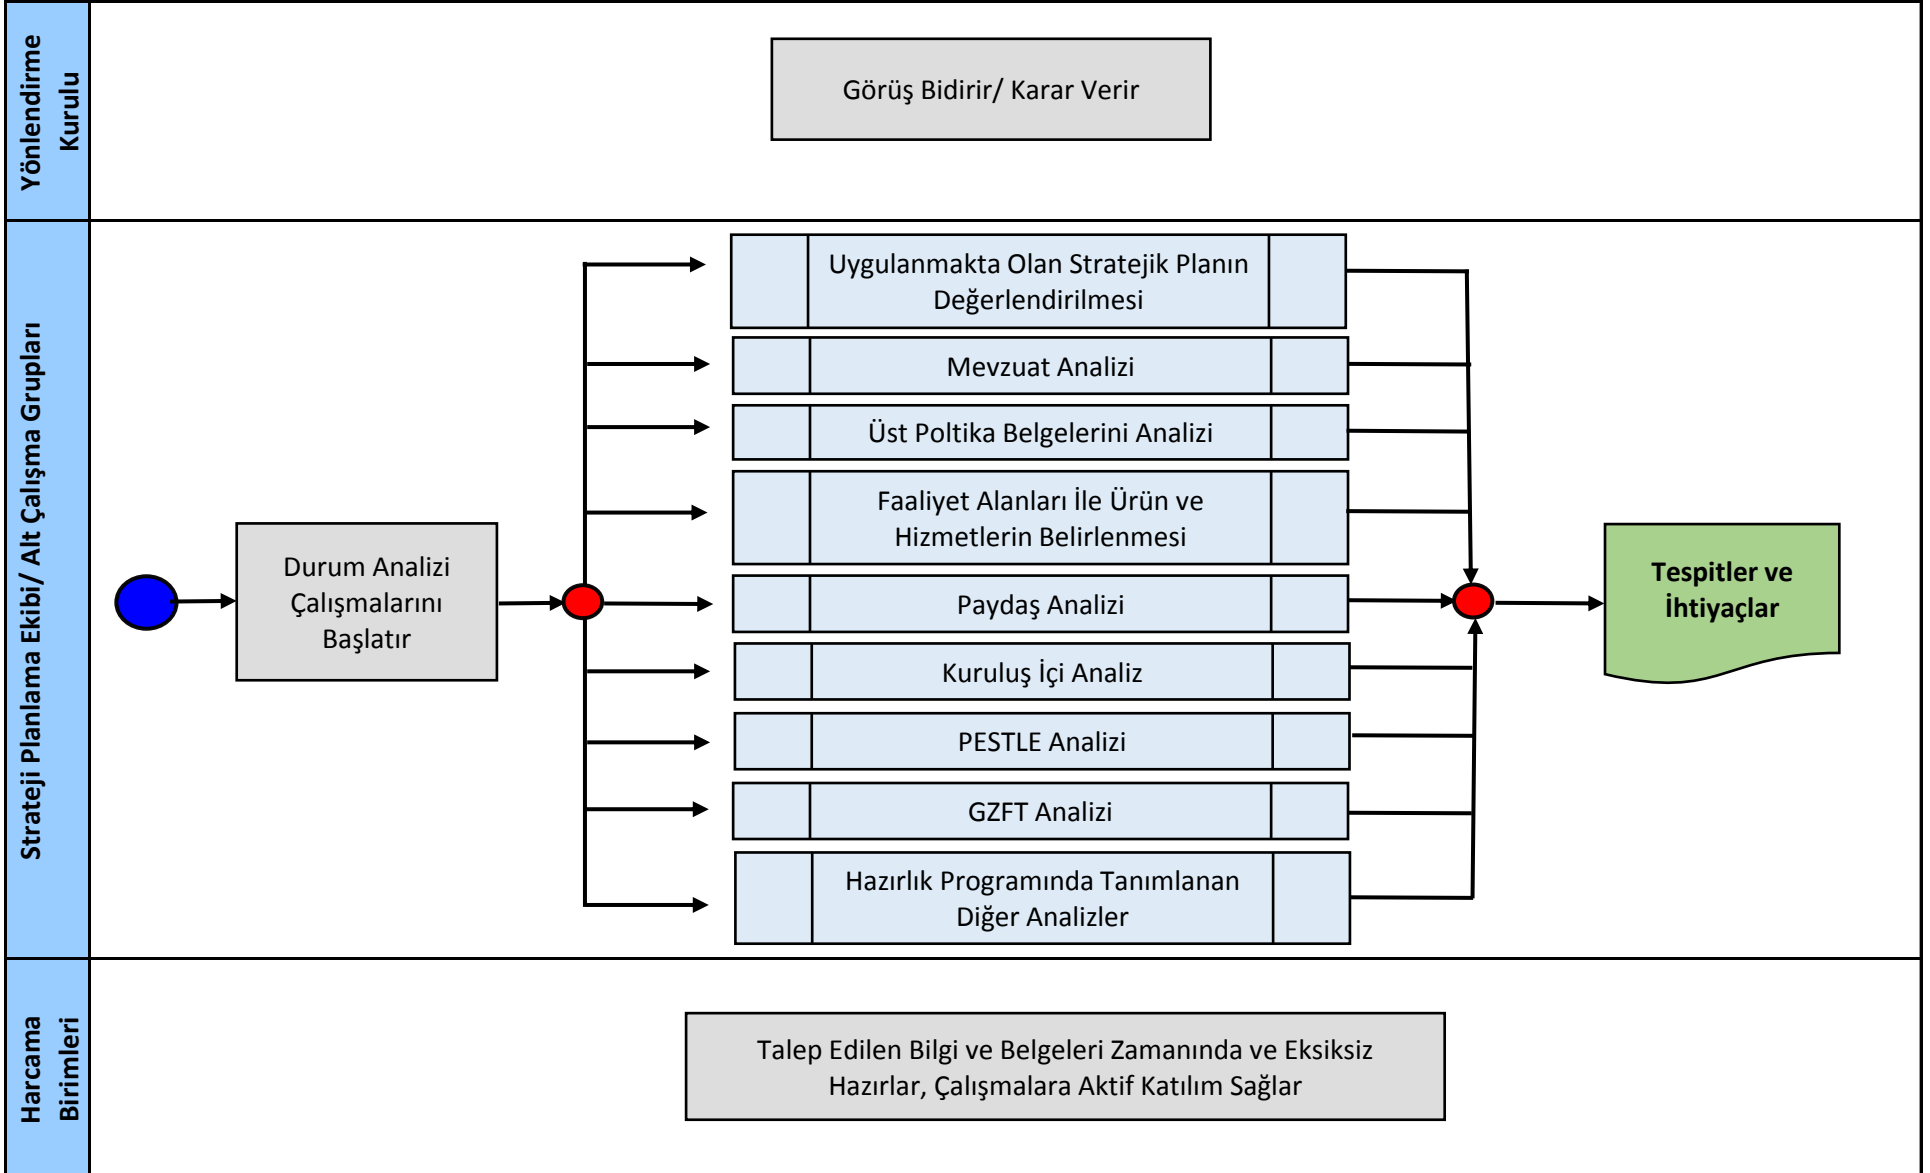 Yönlendirme
Kurulu
Görüş Bidirir/ Karar Verir
Strateji Planlama Ekibi/ Alt Çalışma Grupları
Durum Analizi
Çalışmalarını
Başlatır
Uygulanmakta Olan Stratejik Planın
Değerlendirilmesi
Mevzuat Analizi
Üst Poltika Belgelerini Analizi
Faaliyet Alanları İle Ürün ve
Hizmetlerin Belirlenmesi
Paydaş Analizi
Kuruluş İçi Analiz
PESTLE Analizi
GZFT Analizi
Hazırlık Programında Tanımlanan
Diğer Analizler
Tespitler ve
İhtiyaçlar
Harcama
Birimleri
Talep Edilen Bilgi ve Belgeleri Zamanında ve Eksiksiz
Hazırlar, Çalışmalara Aktif Katılım Sağlar